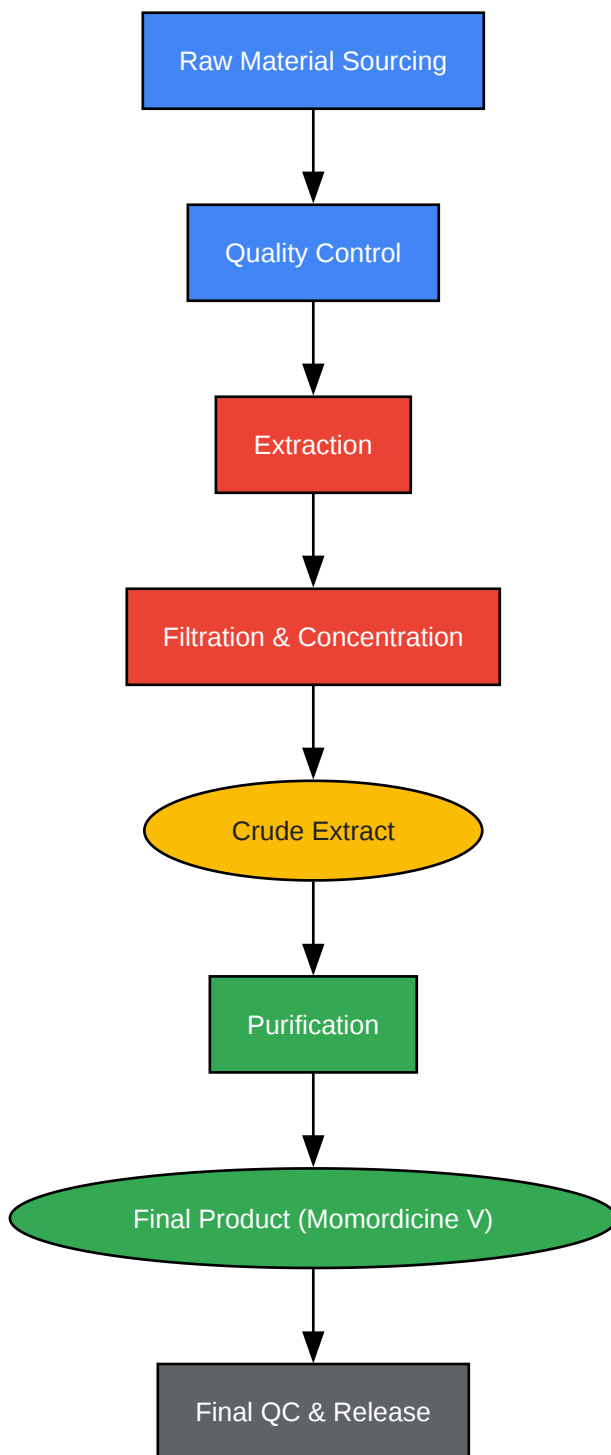 Raw Material Sourcing
Quality Control
Extraction
Filtration & Concentration
Crude Extract
Purification
Final Product (Momordicine V)
Final QC & Release